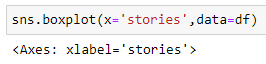 sns.boxplot(x='stories',data=df)
<Axes: xlabel='stories'>